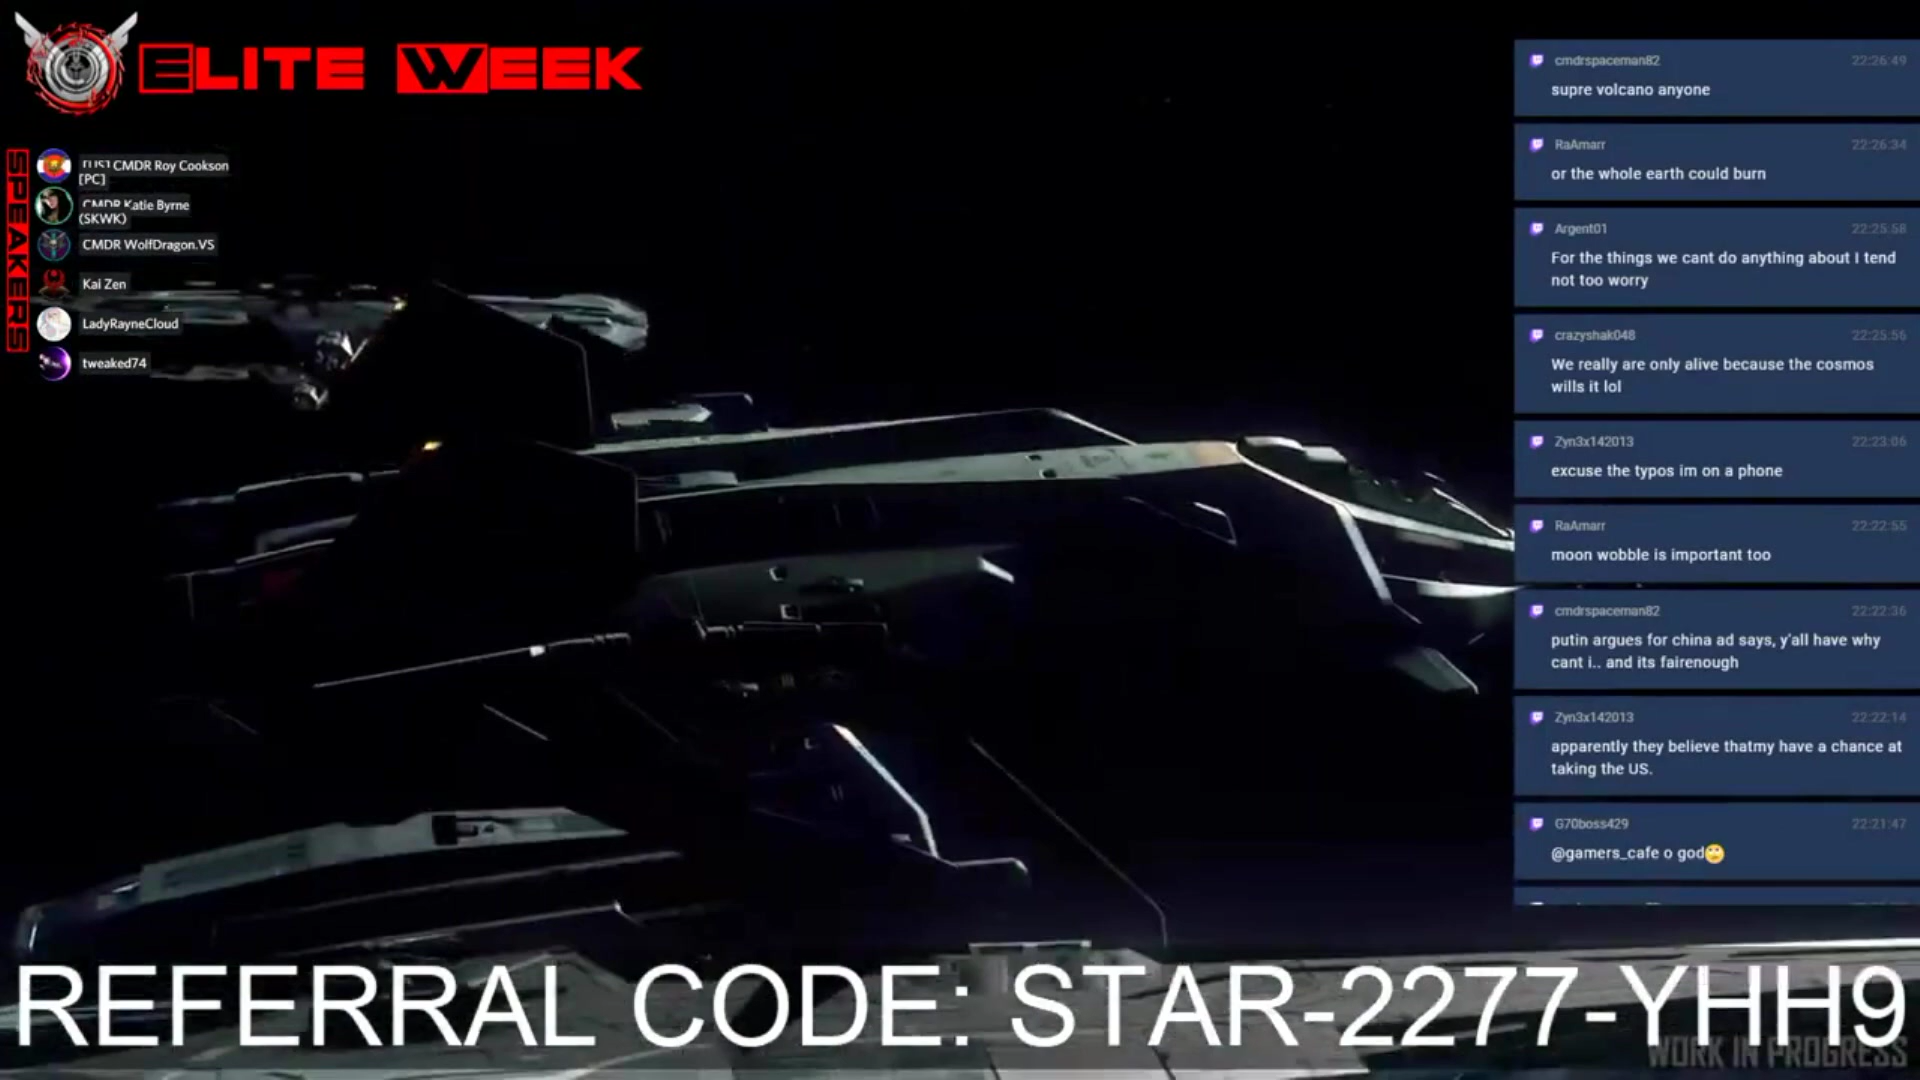 ELITE WEEK
SPEAKERS
[US] CMDR Roy Cookson
[PC]
CMDR Katie Byrne
(SKWK)
CMDR WolfDragon.VS
Kai Zen
LadyRayneCloud
tweaked74
cmdrspaceman82 22:26:49
supre volcano anyone
RaAmarr 22:26:34
or the whole earth could burn
Argent01 22:25:58
For the things we cant do anything about I tend
not too worry
crazyshak048 22:25:56
We really are only alive because the cosmos
wills it lol
Zyn3x142013 22:23:06
excuse the typos im on a phone
RaAmarr 22:22:55
moon wobble is important too
cmdrspaceman82 22:22:36
putin argues for china ad says, y'all have why
cant i.. and its fairenough
Zyn3x142013 22:22:14
apparently they believe thatmy have a chance at
taking the US.
G70boss429 22:21:47
@gamers_cafe o god🙄
REFERRAL CODE: STAR-2277-YHH9
WORK IN PROGRESS